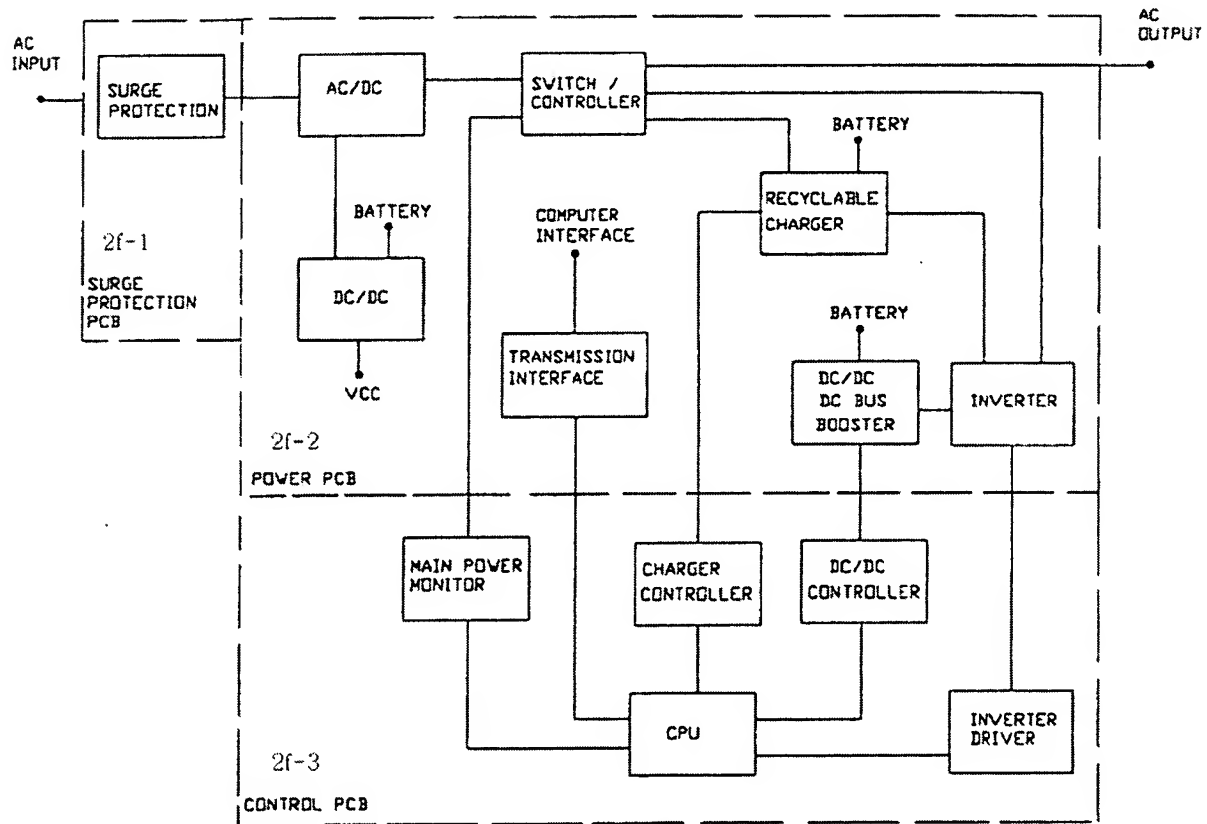 AC
INPUT
AC
OUTPUT
SURGE
PROTECTION
AC/DC
SWITCH /
CONTROLLER
BATTERY
RECYCLABLE
CHARGER
BATTERY
COMPUTER
INTERFACE
2f-1
SURGE
PROTECTION
PCB
DC/DC
VCC
TRANSMISSION
INTERFACE
BATTERY
DC/DC
DC BUS
BOOSTER
INVERTER
2f-2
POWER PCB
MAIN POWER
MONITOR
CHARGER
CONTROLLER
DC/DC
CONTROLLER
CPU
INVERTER
DRIVER
2f-3
CONTROL PCB